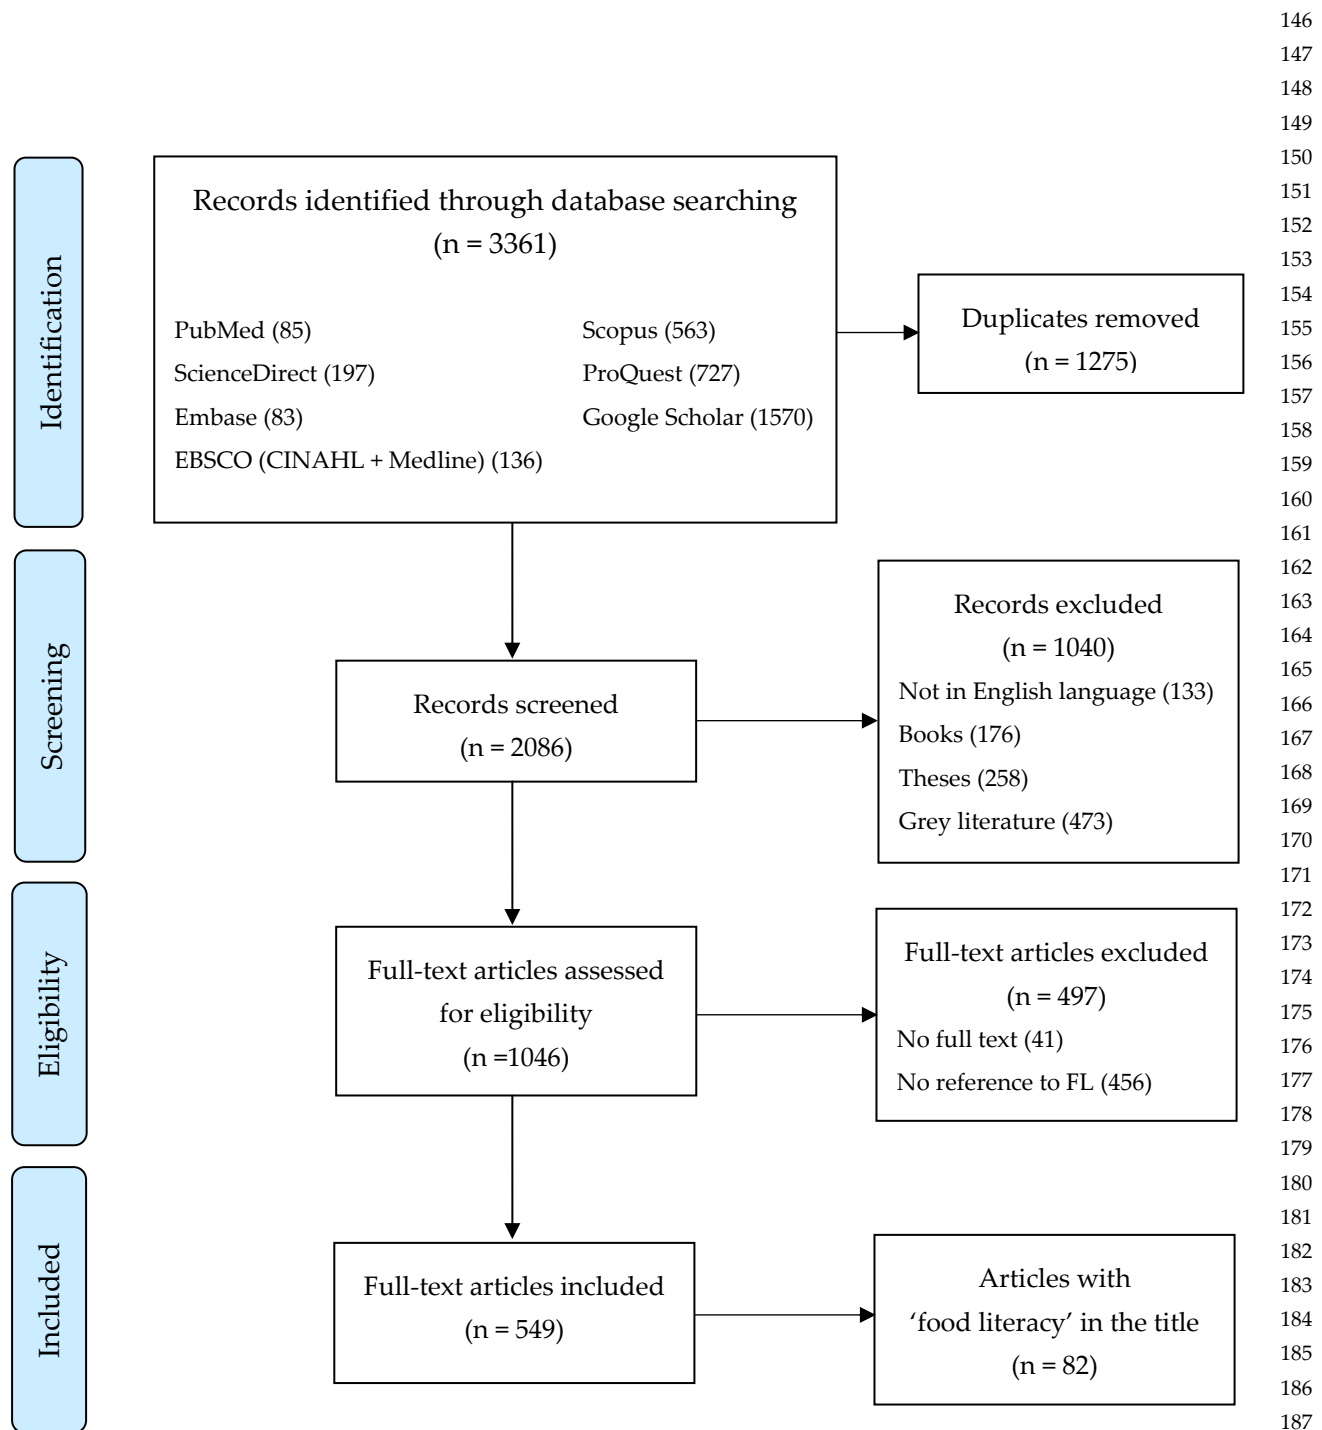 146
147
148
149
150
151
152
153
154
155
156
157
158
159
160
161
162
163
164
165
166
167
168
169
170
171
172
173
174
175
176
177
178
179
180
181
182
183
184
185
186
187
Identification
Records identified through database searching
(n = 3361)
PubMed (85)
ScienceDirect (197)
Embase (83)
EBSCO (CINAHL + Medline) (136)
Scopus (563)
ProQuest (727)
Google Scholar (1570)
Duplicates removed
(n = 1275)
Screening
Records screened
(n = 2086)
Records excluded
(n = 1040)
Not in English language (133)
Books (176)
Theses (258)
Grey literature (473)
Eligibility
Full-text articles assessed
for eligibility
(n =1046)
Full-text articles excluded
(n = 497)
No full text (41)
No reference to FL (456)
Included
Full-text articles included
(n = 549)
Articles with
‘food literacy’ in the title
(n = 82)